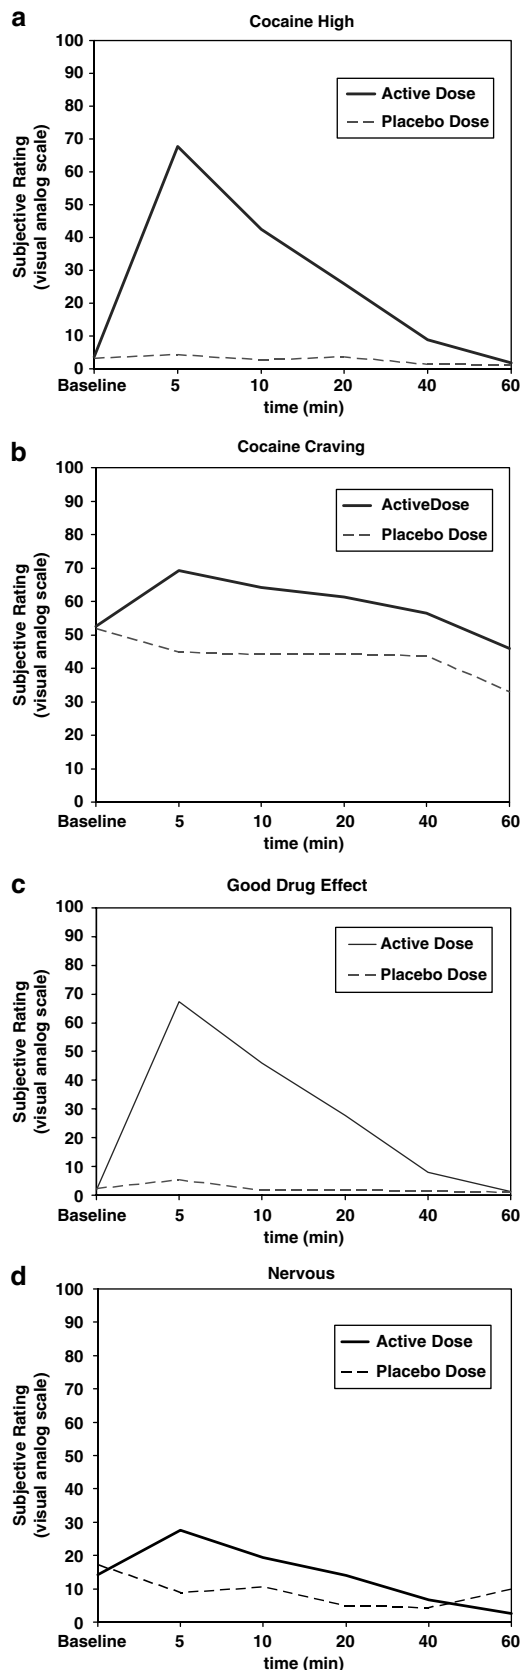 a
Cocaine High
100
90
80
70
60
50
40
30
20
10
0
Subjective Rating
(visual analog scale)
Active Dose
Placebo Dose
Baseline 5 10 20 40 60
time (min)
b
Cocaine Craving
100
90
80
70
60
50
40
30
20
10
0
Subjective Rating
(visual analog scale)
ActiveDose
Placebo Dose
Baseline 5 10 20 40 60
time (min)
c
Good Drug Effect
100
90
80
70
60
50
40
30
20
10
0
Subjective Rating
(visual analog scale)
Active Dose
Placebo Dose
Baseline 5 10 20 40 60
time (min)
d
Nervous
100
90
80
70
60
50
40
30
20
10
0
Subjective Rating
(visual analog scale)
Active Dose
Placebo Dose
Baseline 5 10 20 40 60
time (min)